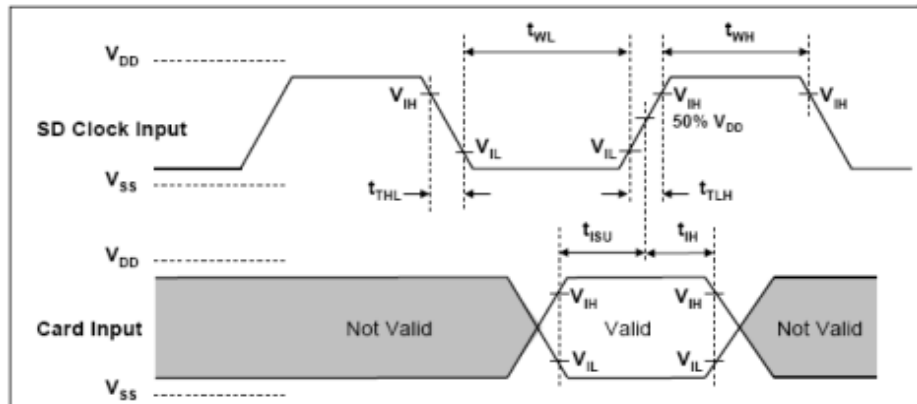 t_WL t_WH
V_DD
V_IH V_IH V_IH
SD Clock Input 50% V_DD
V_IL V_IL
V_SS
t_THL t_TLH
t_ISU t_IH
V_DD
V_IH V_IH
Card Input Not Valid Valid Not Valid
V_IL V_IL
V_SS